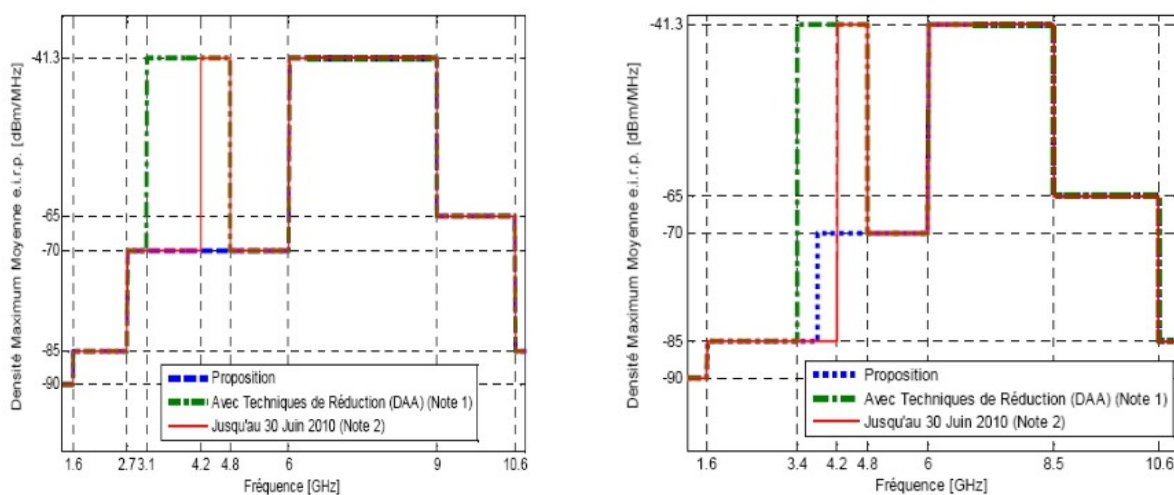 Densité Maximum Moyenne e.i.r.p. [dBm/MHz]
-41.3
-65
-70
-85
-90
Proposition
Avec Techniques de Réduction (DAA) (Note 1)
Jusqu'au 30 Juin 2010 (Note 2)
1.6 2.7 3.1 4.2 4.8 6 9 10.6
Fréquence [GHz]
Densité Maximum Moyenne e.i.r.p. [dBm/MHz]
-41.3
-65
-70
-85
-90
Proposition
Avec Techniques de Réduction (DAA) (Note 1)
Jusqu'au 30 Juin 2010 (Note 2)
1.6 3.4 4.2 4.8 6 8.5 10.6
Fréquence [GHz]